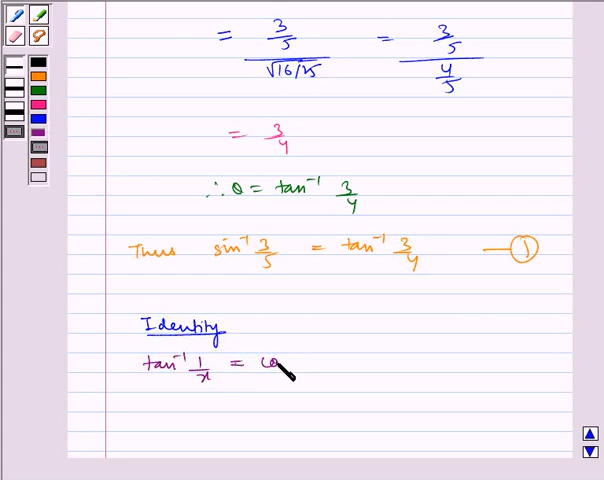 = 3/5 / √16/25 = 3/5 / 4/5
= 3/4
∴ θ = tan⁻¹ 3/4
Thus sin⁻¹ 3/5 = tan⁻¹ 3/4 — ①
Identity
tan⁻¹ 1/x = co